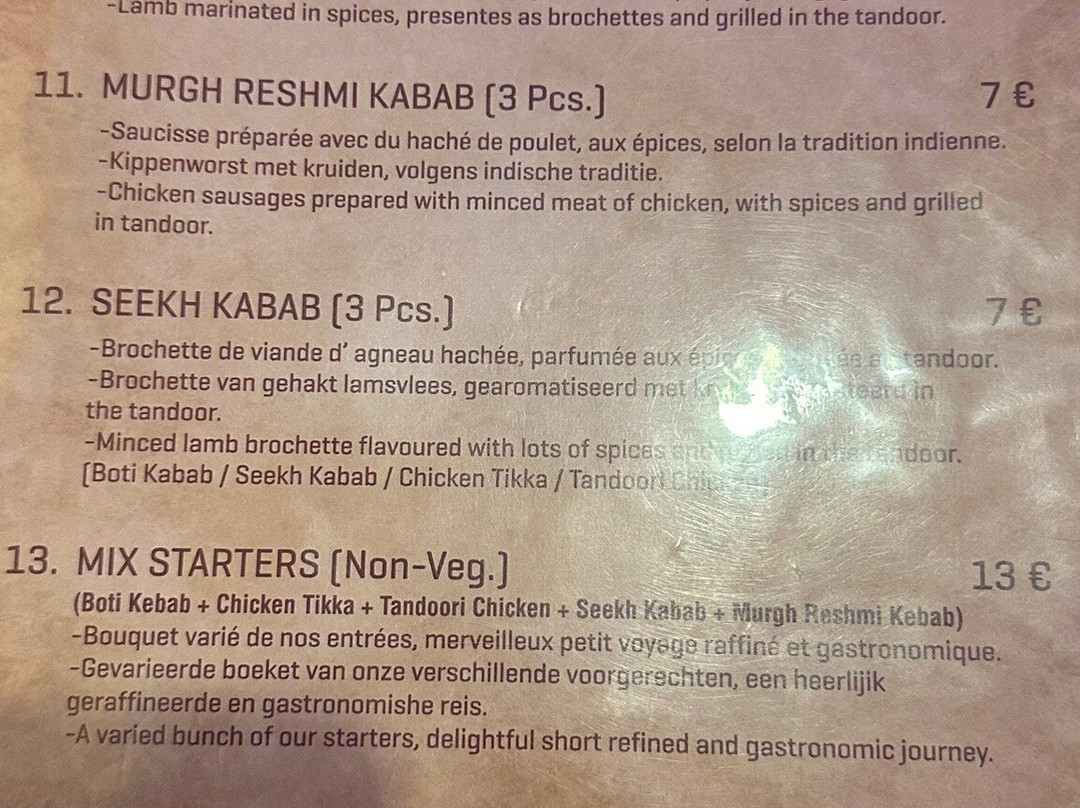 -Lamb marinated in spices, presentes as brochettes and grilled in the tandoor.
11. MURGH RESHMI KABAB (3 Pcs.) 7 €
-Saucisse préparée avec du haché de poulet, aux épices, selon la tradition indienne.
-Kippenworst met kruiden, volgens indische traditie.
-Chicken sausages prepared with minced meat of chicken, with spices and grilled
in tandoor.
12. SEEKH KABAB (3 Pcs.) 7 €
-Brochette de viande d' agneau hachée, parfumée aux tandoor.
-Brochette van gehakt lamsvlees, gearomatiseerd met in
the tandoor.
-Minced lamb brochette flavoured with lots of spices in the tandoor.
(Boti Kabab / Seekh Kabab / Chicken Tikka / Tandoori
13. MIX STARTERS (Non-Veg.) 13 €
(Boti Kebab + Chicken Tikka + Tandoori Chicken + Seekh Kabab + Murgh Reshmi Kebab)
-Bouquet varié de nos entrées, merveilleux petit voyage raffiné et gastronomique.
-Gevarieerde boeket van onze verschillende voorgerechten, een heerlijik
geraffineerde en gastronomishe reis.
-A varied bunch of our starters, delightful short refined and gastronomic journey.